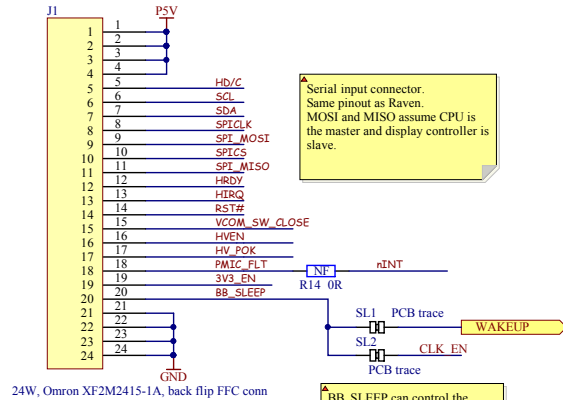 J1
P5V
1 1
2 2
3 3
4 4
5 5 HD/C
6 6 SCL
7 7 SDA
8 8 SPICLK
9 9 SPI_MOSI
10 10 SPICS
11 11 SPI_MISO
12 12 HRDY
13 13 HIRQ
14 14 RST#
15 15 VCOM_SW_CLOSE
16 16 HVEN
17 17 HV_POK
18 18 PMIC_FLT NF nINT
R14 0R
19 19 3V3_EN
20 20 BB_SLEEP
21 21
22 22
23 23
24 24
GND
Serial input connector.
Same pinout as Raven.
MOSI and MISO assume CPU is
the master and display controller is
slave.
SL1 PCB trace
WAKEUP
SL2
CLK_EN
PCB trace
24W, Omron XF2M2415-1A, back flip FFC conn
BB_SLEEP can control the